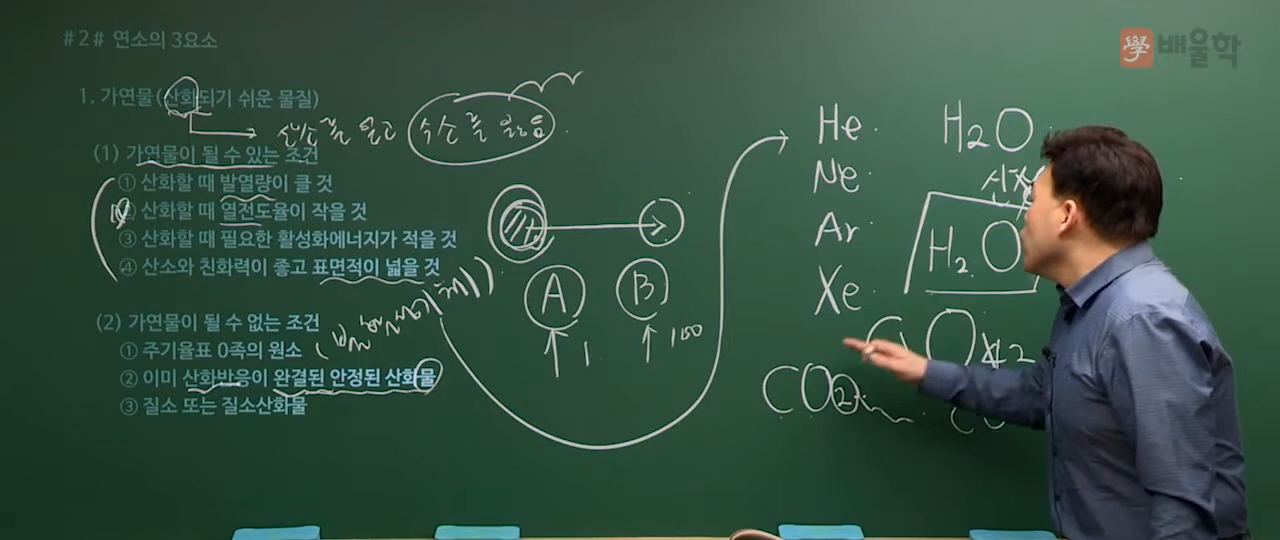 #2# 연소의 3요소
學 배울학
1. 가연물(산화되기 쉬운 물질)
산소를 얻고 수소를 잃음
(1) 가연물이 될 수 있는 조건
① 산화할 때 발열량이 클 것
② 산화할 때 열전도율이 작을 것
③ 산화할 때 필요한 활성화에너지가 적을 것
④ 산소와 친화력이 좋고 표면적이 넓을 것
(2) 가연물이 될 수 없는 조건
① 주기율표 0족의 원소
② 이미 산화반응이 완결된 안정된 산화물
③ 질소 또는 질소산화물
A B
1 100
He
Ne
Ar
Xe
H2O
H2O
CO2